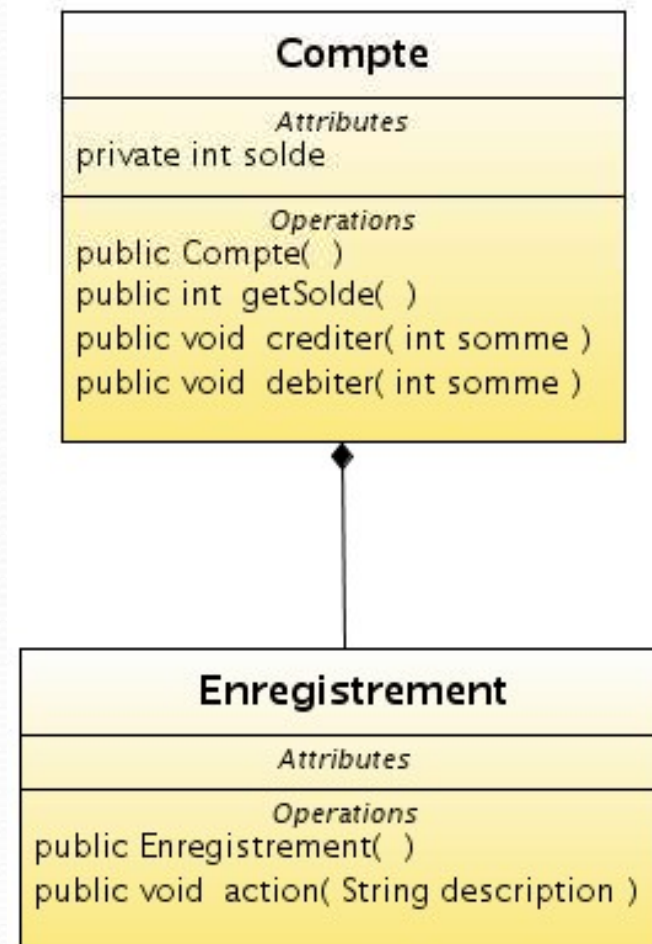 Compte
Attributes
private int solde
Operations
public Compte( )
public int getSolde( )
public void crediter( int somme )
public void debiter( int somme )
Enregistrement
Attributes
Operations
public Enregistrement( )
public void action( String description )